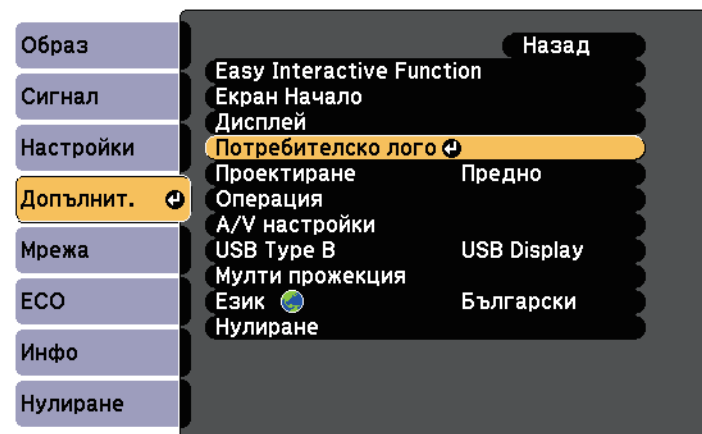 Образ
Сигнал
Настройки
Допълнит.
Мрежа
ECO
Инфо
Нулиране
Назад
Easy Interactive Function
Екран Начало
Дисплей
Потребителско лого
Проектиране Предно
Операция
A/V настройки
USB Type B USB Display
Мулти прожекция
Език Български
Нулиране